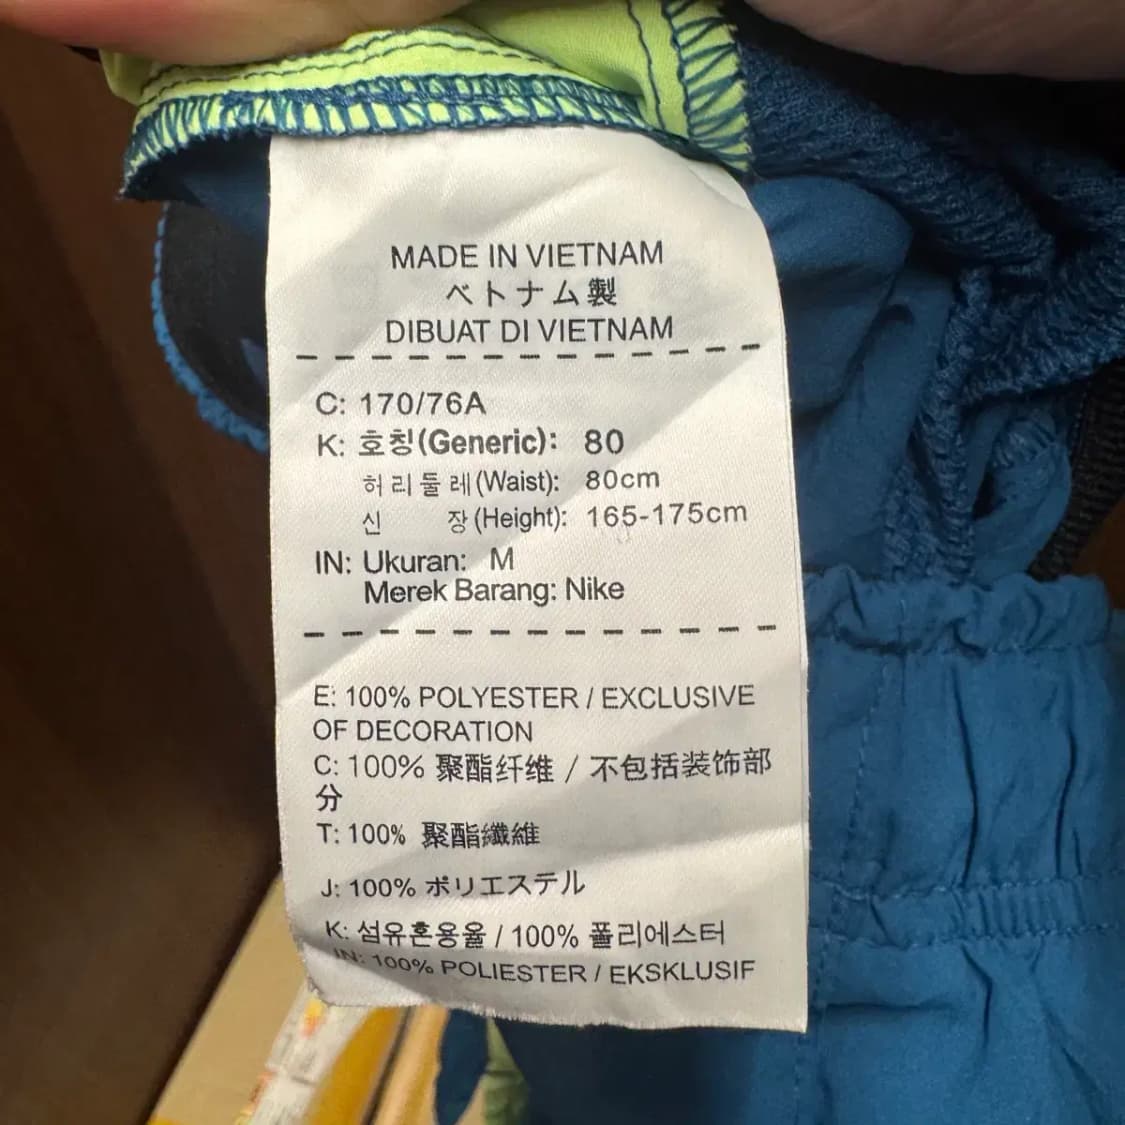 MADE IN VIETNAM
ベトナム製
DIBUAT DI VIETNAM
C: 170/76A
K: 호칭(Generic): 80
허리둘레(Waist): 80cm
신 장(Height): 165-175cm
IN: Ukuran: M
Merek Barang: Nike
E: 100% POLYESTER / EXCLUSIVE
OF DECORATION
C: 100% 聚酯纤维 / 不包括装饰部
分
T: 100% 聚酯纖維
J: 100% ポリエステル
K: 섬유혼용율 / 100% 폴리에스터
IN: 100% POLIESTER / EKSKLUSIF